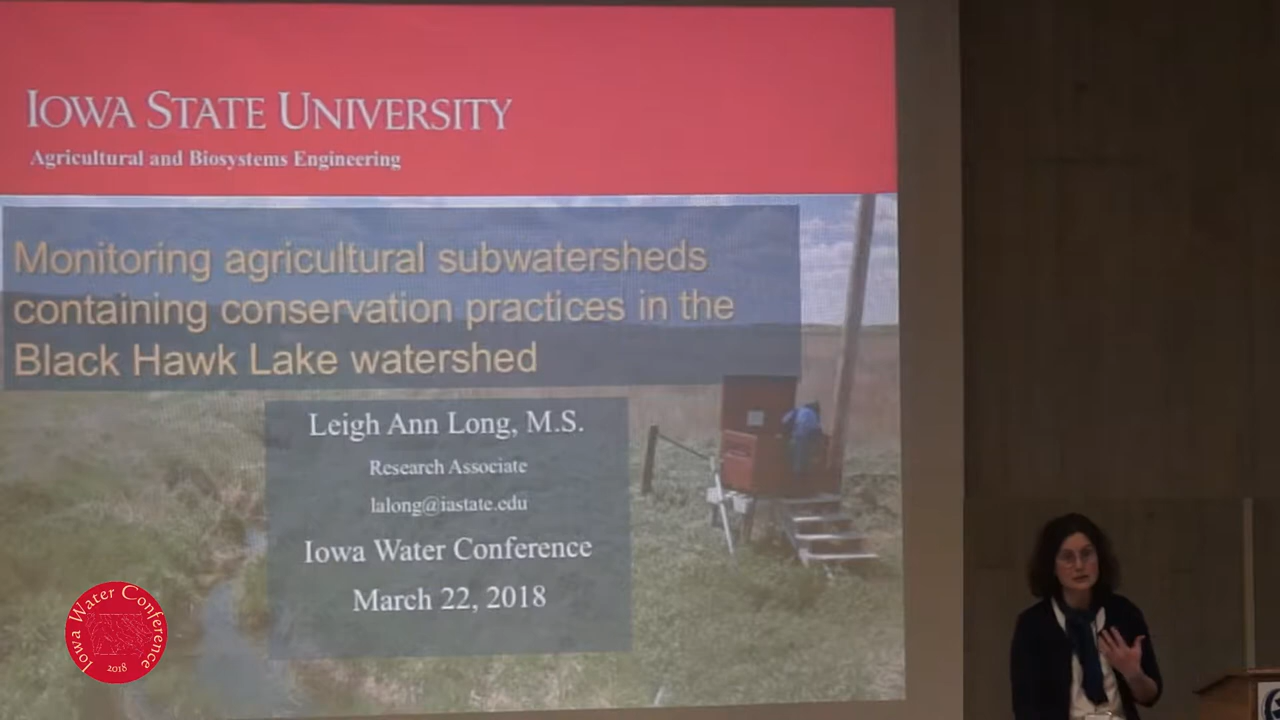 IOWA STATE UNIVERSITY
Agricultural and Biosystems Engineering
Monitoring agricultural subwatersheds
containing conservation practices in the
Black Hawk Lake watershed
Leigh Ann Long, M.S.
Research Associate
lalong@iastate.edu
Iowa Water Conference
March 22, 2018
Iowa Water Conference
2018